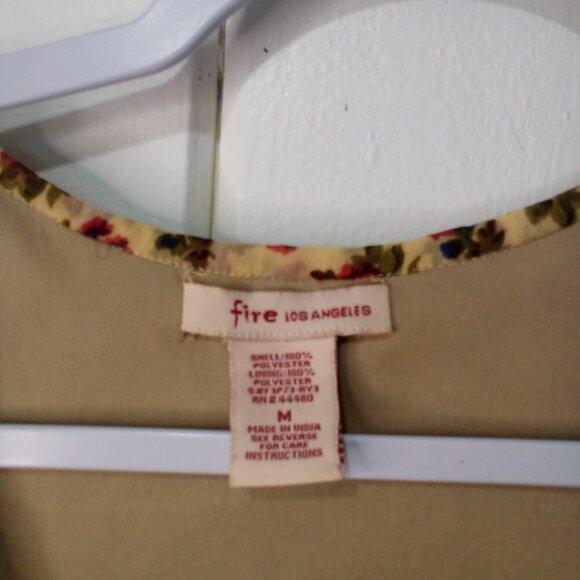 fire LOS ANGELES
SHELL:100%
POLYESTER
LINING:100%
POLYESTER
RN#44480
M
MADE IN INDIA
SEE REVERSE
FOR CARE
INSTRUCTIONS